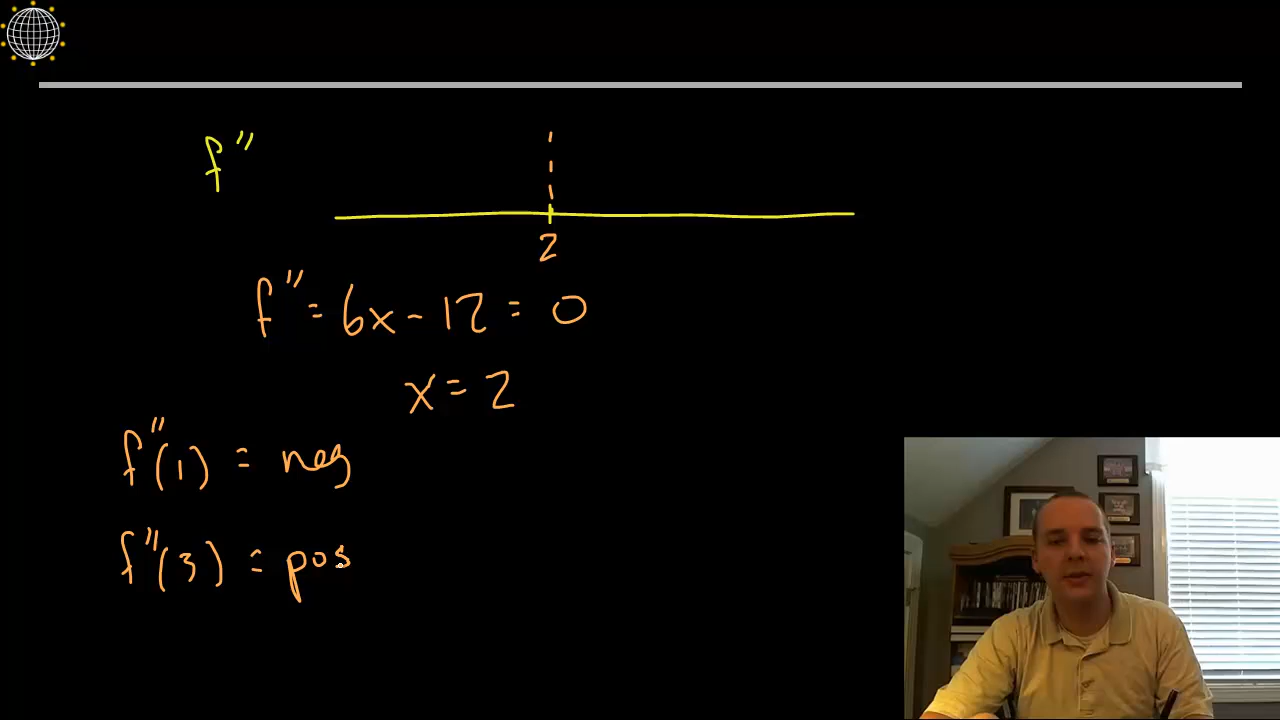 f"
2
f" = 6x - 12 = 0
x = 2
f"(1) = neg
f"(3) = pos